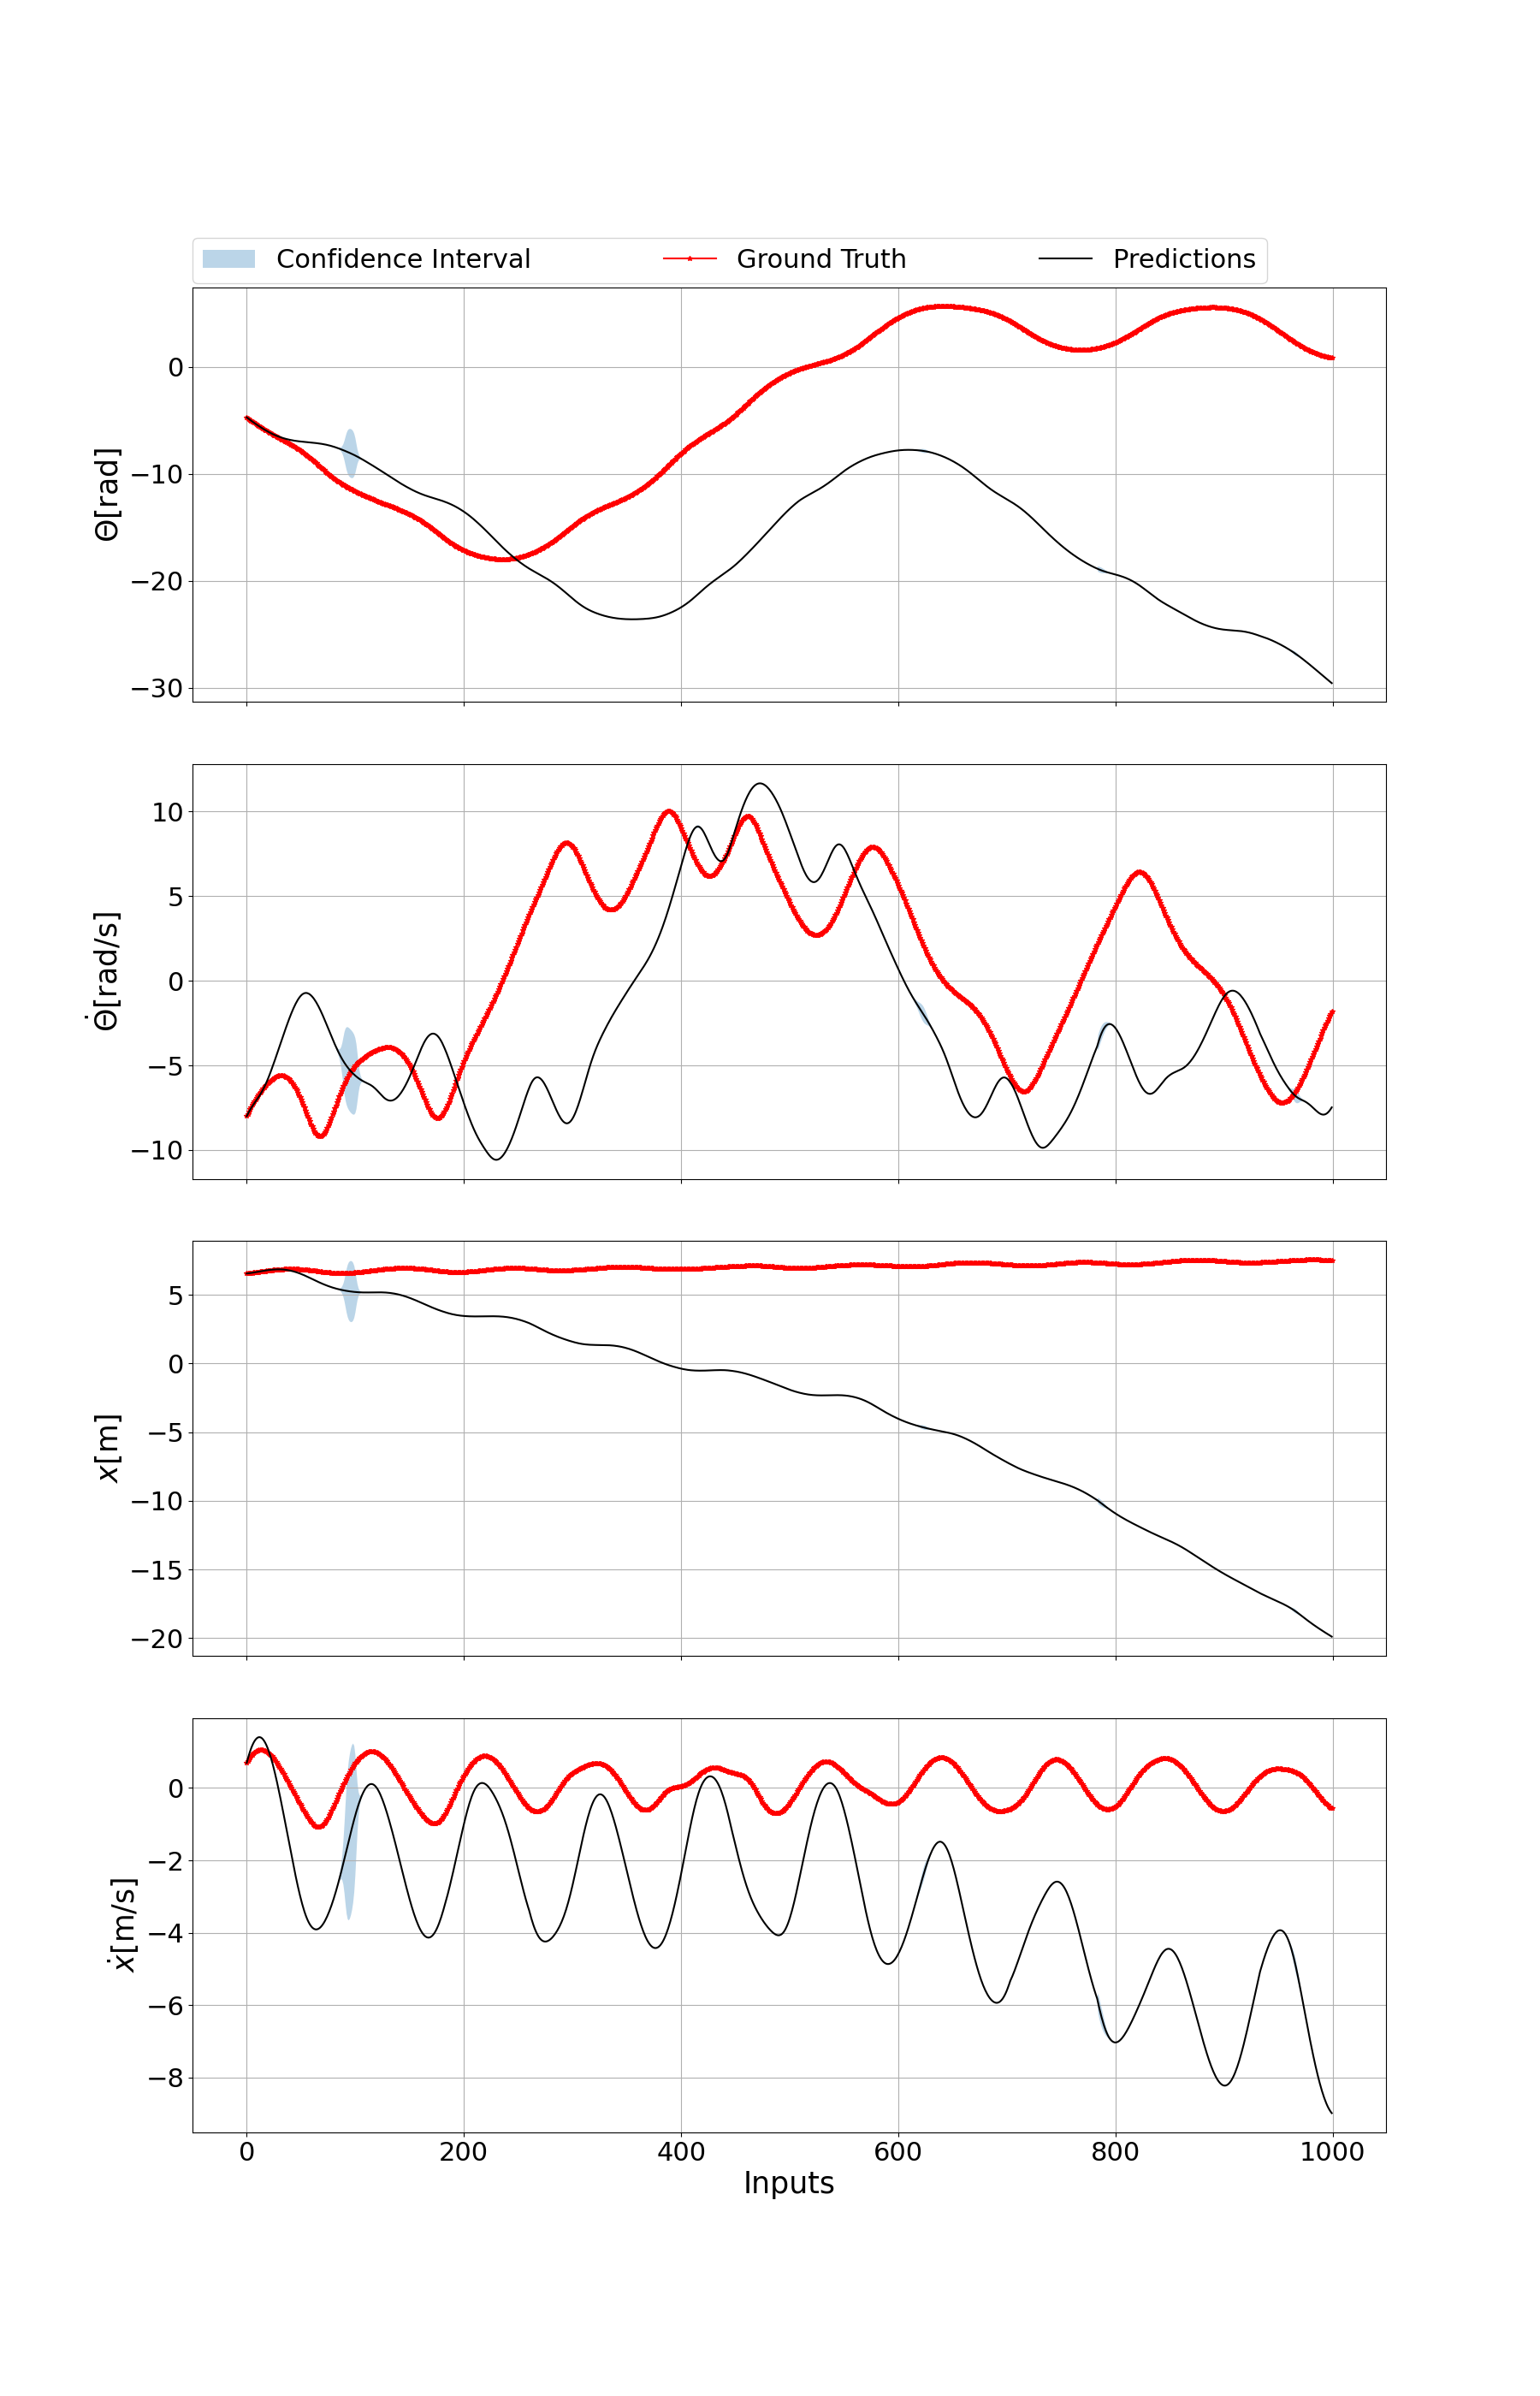 Confidence Interval Ground Truth Predictions
0
−10
−20
−30
Θ[rad]
10
5
0
−5
−10
Θ̇[rad/s]
5
0
−5
−10
−15
−20
x[m]
0
−2
−4
−6
−8
ẋ[m/s]
0 200 400 600 800 1000
Inputs